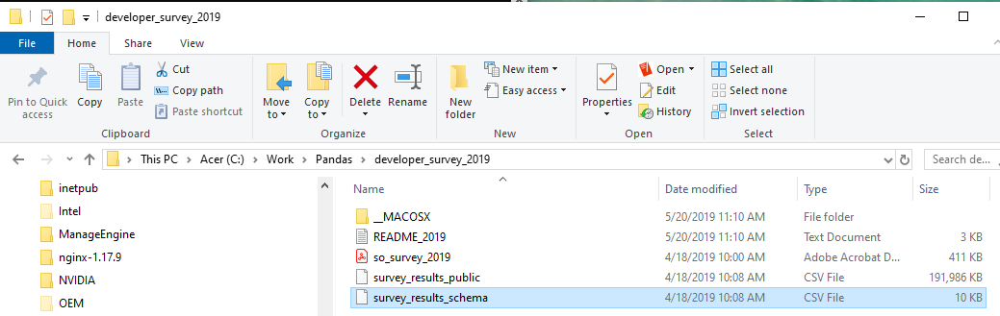 developer_survey_2019
File Home Share View
Pin to Quick access
Copy
Paste
Cut
Copy path
Paste shortcut
Clipboard
Move to
Copy to
Delete
Rename
Organize
New folder
New item
Easy access
New
Properties
Open
Edit
History
Open
Select all
Select none
Invert selection
Select
This PC > Acer (C:) > Work > Pandas > developer_survey_2019
Search de...
inetpub
Intel
ManageEngine
nginx-1.17.9
NVIDIA
OEM
Name Date modified Type Size
__MACOSX 5/20/2019 11:10 AM File folder
README_2019 5/20/2019 11:10 AM Text Document 3 KB
so_survey_2019 4/18/2019 10:00 AM Adobe Acrobat D... 411 KB
survey_results_public 4/18/2019 10:08 AM CSV File 191,986 KB
survey_results_schema 4/18/2019 10:08 AM CSV File 10 KB